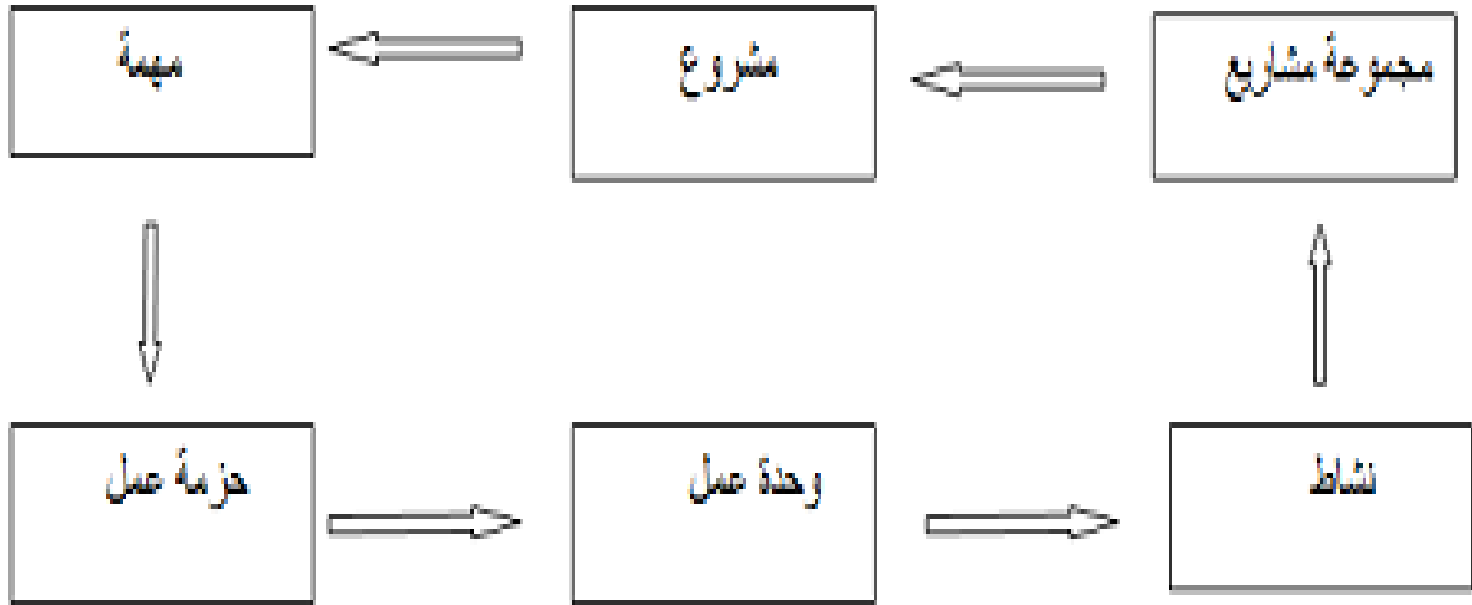 مجموعة مشاريع
مشروع
مهمة
حزمة عمل
وحدة عمل
نشاط